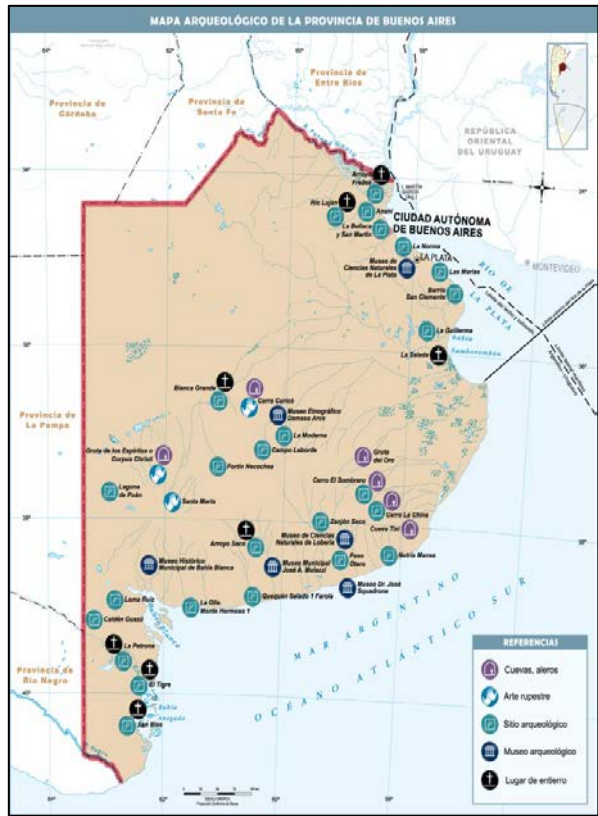 MAPA ARQUEOLÓGICO DE LA PROVINCIA DE BUENOS AIRES
Provincia de
Entre Ríos
Provincia de
Santa Fe
Provincia de
Córdoba
REPÚBLICA
ORIENTAL
DEL URUGUAY
Arroyo
Fredes
Río Luján
Anahí
La Bellaca
y San Martín
CIUDAD AUTÓNOMA
DE BUENOS AIRES
La Norma
LA PLATA
MONTEVIDEO
Museo de
Ciencias Naturales
de La Plata
Las Marías
RÍO DE
LA PLATA
Barrio
San Clemente
La Guillerma
Bahía
Samborombón
La Salada
Blanca Grande
Cerro Curicó
Museo Etnográfico
Dámaso Arce
La Moderna
Provincia de
La Pampa
Gruta de los Espíritus o
Corpus Christi
Campo Laborde
Gruta
del Oro
Fortín Necochea
Cerro El Sombrero
Laguna
de Puán
Santa María
Cerro La China
Zanjón Seco
Cueva Tixi
Arroyo Seco
Museo de Ciencias
Naturales de Lobería
Museo Histórico
Municipal de Bahía Blanca
Museo Municipal
José A. Mulazzi
Paso
Otero
Nutria Mansa
Museo Dr. José
Squadrone
Quequén Salado 1 Farola
La Olla,
Monte Hermoso 1
Loma Ruiz
Caldén Guazú
Bahía Blanca
La Petrona
Provincia de
Río Negro
El Tigre
Bahía
Anegada
San Blas
MAR ARGENTINO
OCÉANO ATLÁNTICO SUR
REFERENCIAS
Cuevas, aleros
Arte rupestre
Sitio arqueológico
Museo arqueológico
Lugar de entierro